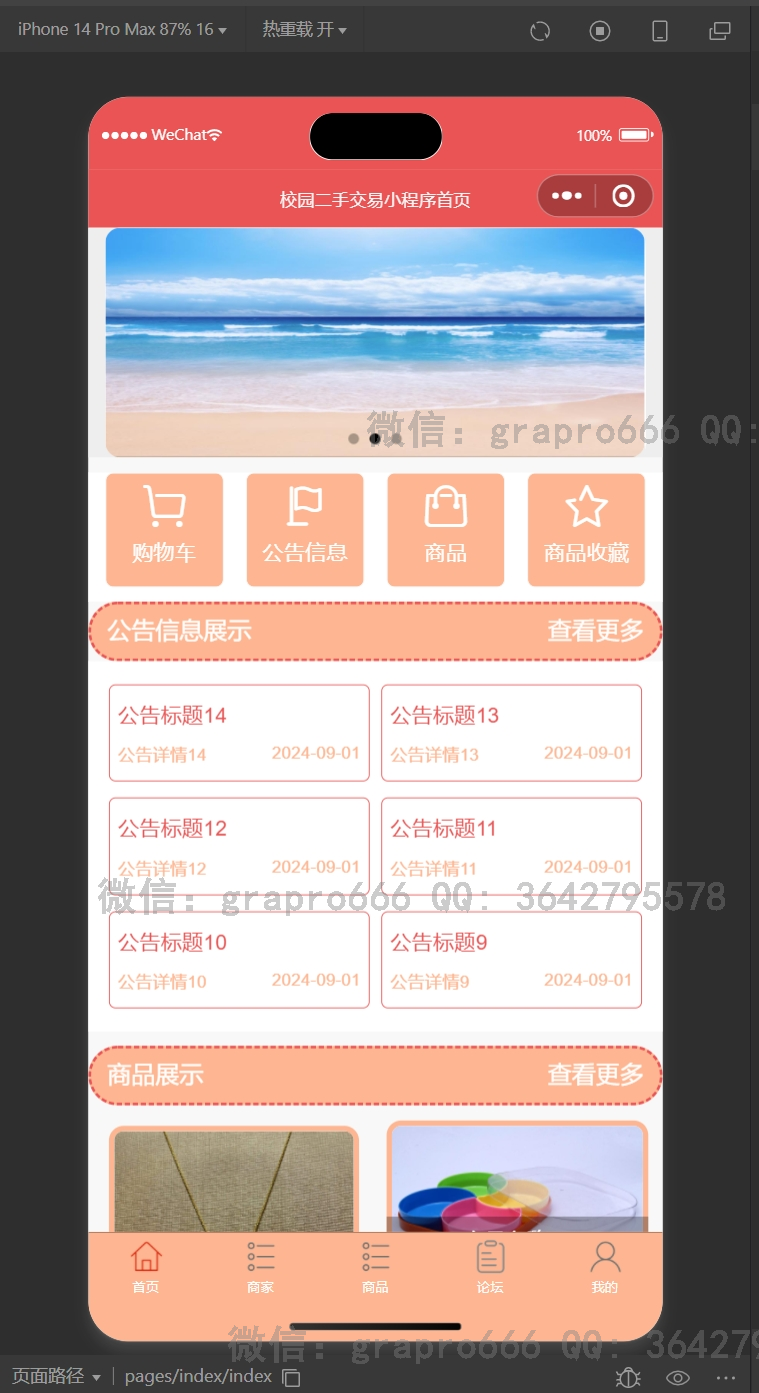 iPhone 14 Pro Max 87% 16 热重载 开
WeChat 100%
校园二手交易小程序首页
微信: grapro666 QQ:
购物车 公告信息 商品 商品收藏
公告信息展示 查看更多
公告标题14 公告标题13
公告详情14 2024-09-01 公告详情13 2024-09-01
公告标题12 公告标题11
公告详情12 2024-09-01 公告详情11 2024-09-01
微信: grapro666 QQ: 3642795578
公告标题10 公告标题9
公告详情10 2024-09-01 公告详情9 2024-09-01
商品展示 查看更多
首页 商家 商品 论坛 我的
微信: grapro666 QQ: 36427
页面路径 pages/index/index